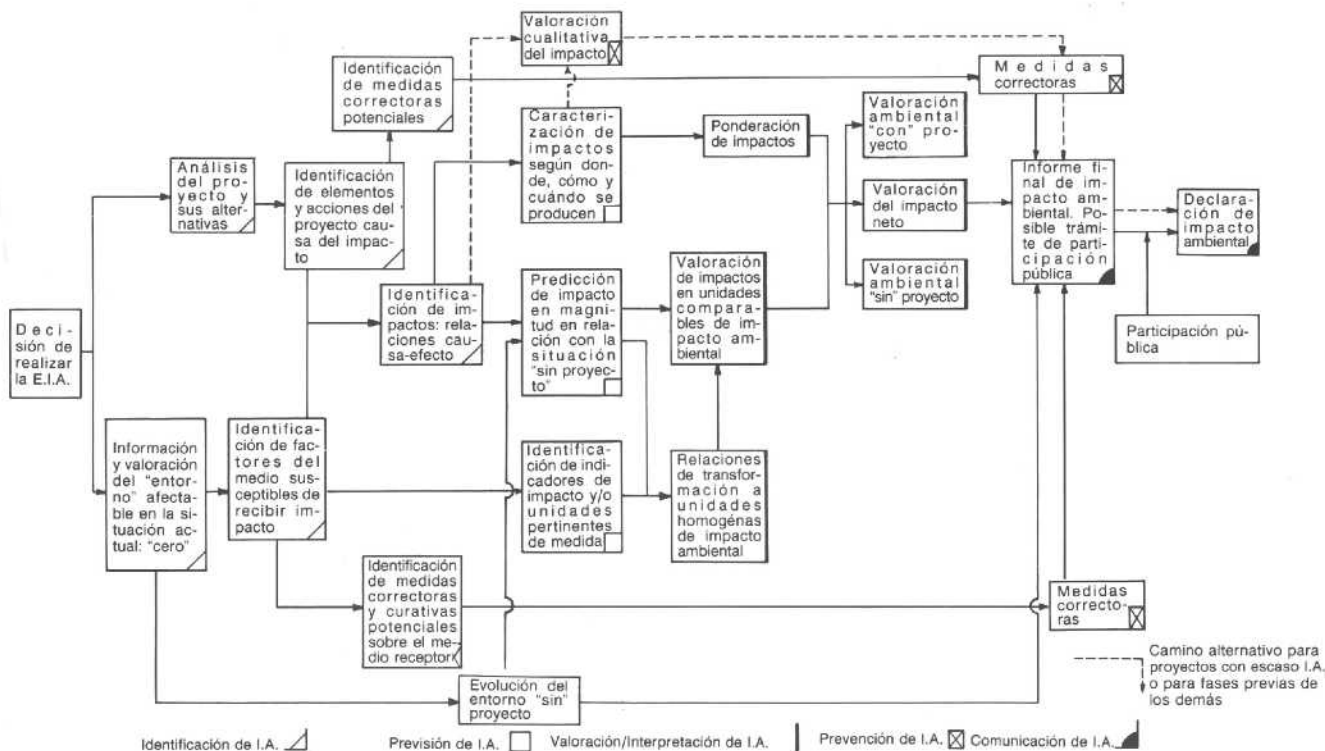 Valoración
cualitativa
del impacto
Identificación
de medidas
correctoras
potenciales
Medidas
correctoras
Caracteri-
zación de
impactos
según don-
de, cómo y
cuándo se
producen
Ponderación
de impactos
Valoración
ambiental
"con" pro-
yecto
Análisis
del pro-
yecto y
sus alter-
nativas
Identificación
de elementos
y acciones del
proyecto cau-
sa del impac-
to
Valoración
del impacto
neto
Informe fi-
nal de im-
pacto am-
biental. Po-
sible trámi-
te de parti-
cipación
pública
Declara-
ción de
impacto
ambiental
Valoración
ambiental
"sin" proyecto
Identifica-
ción de im-
pactos: rela-
ciones
causa-efecto
Predicción
de impacto
en magni-
tud en rela-
ción con la
situación
"sin proyec-
to"
Valoración
de impactos
en unidades
compara-
bles de im-
pacto am-
biental
Participación pú-
blica
Deci-
sión de
realizar
la E.I.A.
Información
y valoración
del "entor-
no" afecta-
ble en la si-
tuación ac-
tual: "cero"
Identifica-
ción de fac-
tores del
medio sus-
ceptibles de
recibir im-
pacto
Identifica-
ción de indi-
cadores de
impacto y/o
unidades
pertinentes
de medida
Relaciones
de transfor-
mación a
unidades
homogénas
de impacto
ambiental
Identificación
de medidas
correctoras
y curativas
potenciales
sobre el me-
dio receptor
Medidas
correcto-
ras
Evolución del
entorno "sin"
proyecto
Camino alternativo para
proyectos con escaso I.A.
o para fases previas de
los demás
Identificación de I.A.
Previsión de I.A.
Valoración/Interpretación de I.A.
Prevención de I.A.
Comunicación de I.A.